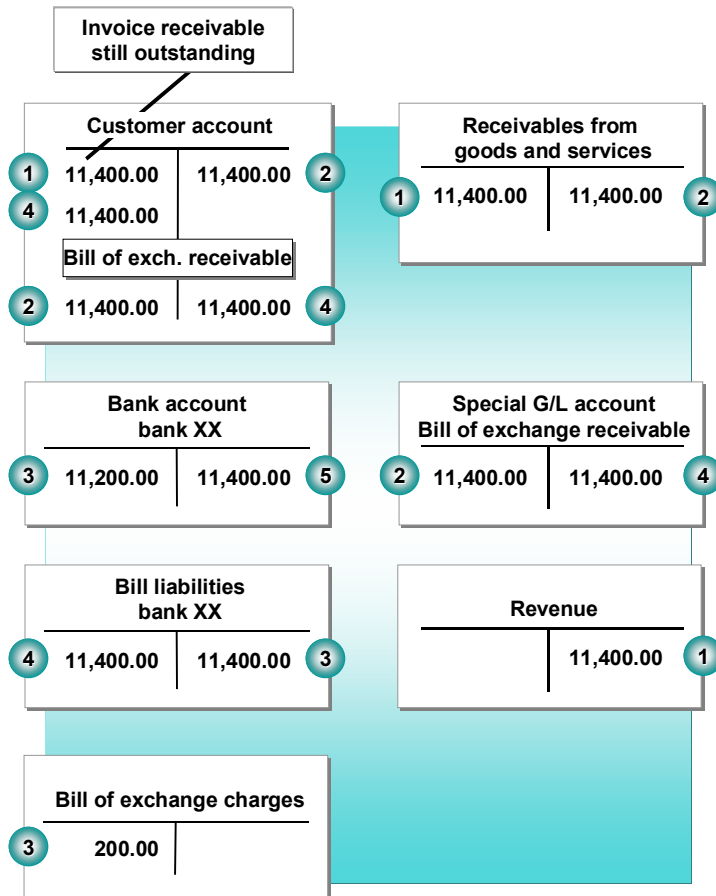 Invoice receivable
still outstanding
Customer account
1 11,400.00 11,400.00 2
4 11,400.00
Bill of exch. receivable
2 11,400.00 11,400.00 4
Receivables from
goods and services
1 11,400.00 11,400.00 2
Bank account
bank XX
3 11,200.00 11,400.00 5
Special G/L account
Bill of exchange receivable
2 11,400.00 11,400.00 4
Bill liabilities
bank XX
4 11,400.00 11,400.00 3
Revenue
11,400.00 1
Bill of exchange charges
3 200.00